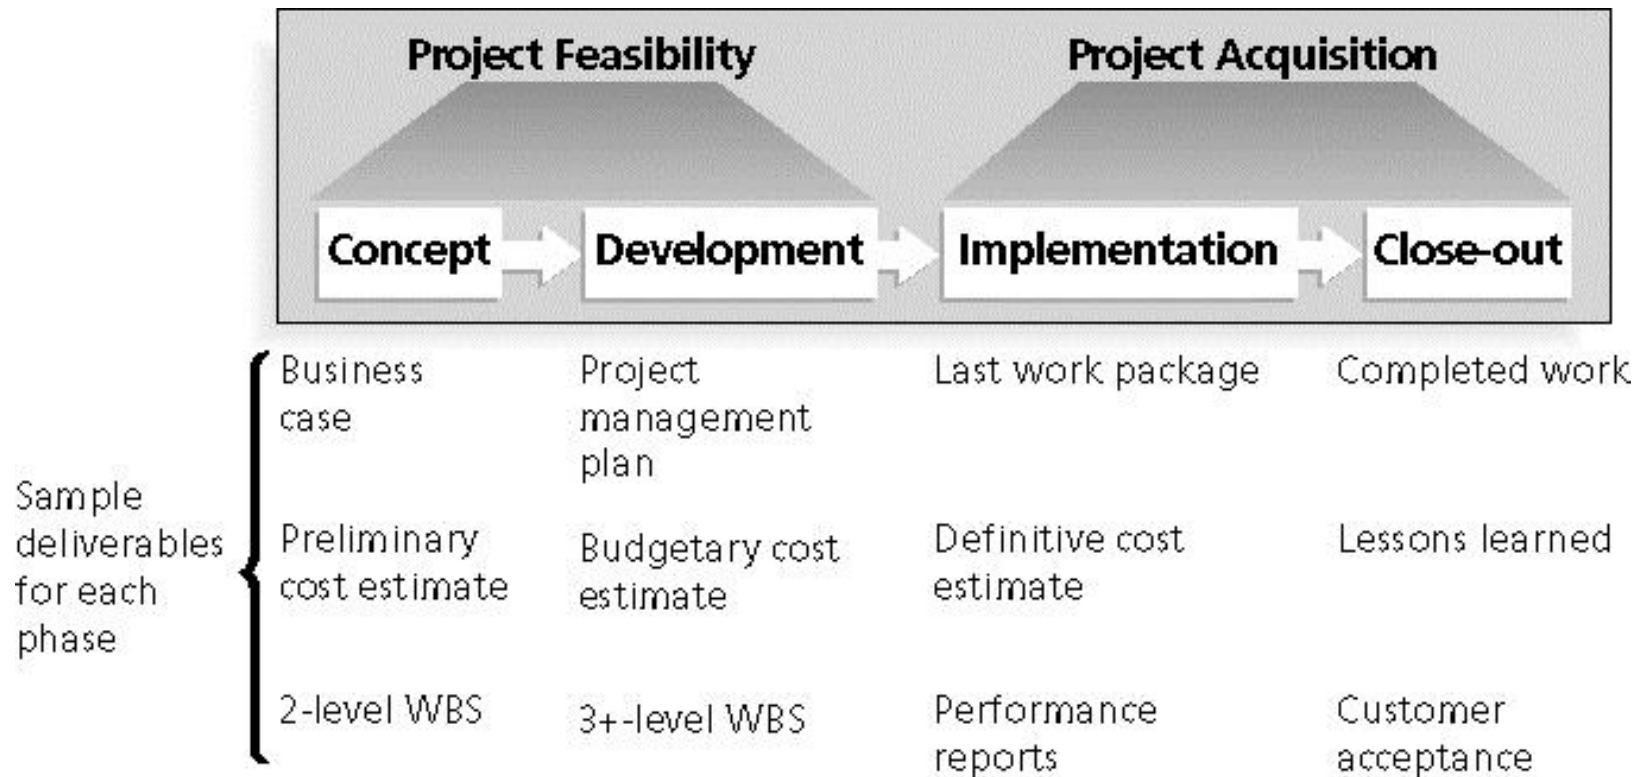 Project Feasibility
Project Acquisition
Concept
Development
Implementation
Close-out
Sample
deliverables
for each
phase
Business
case
Project
management
plan
Last work package
Completed work
Preliminary
cost estimate
Budgetary cost
estimate
Definitive cost
estimate
Lessons learned
2-level WBS
3+-level WBS
Performance
reports
Customer
acceptance